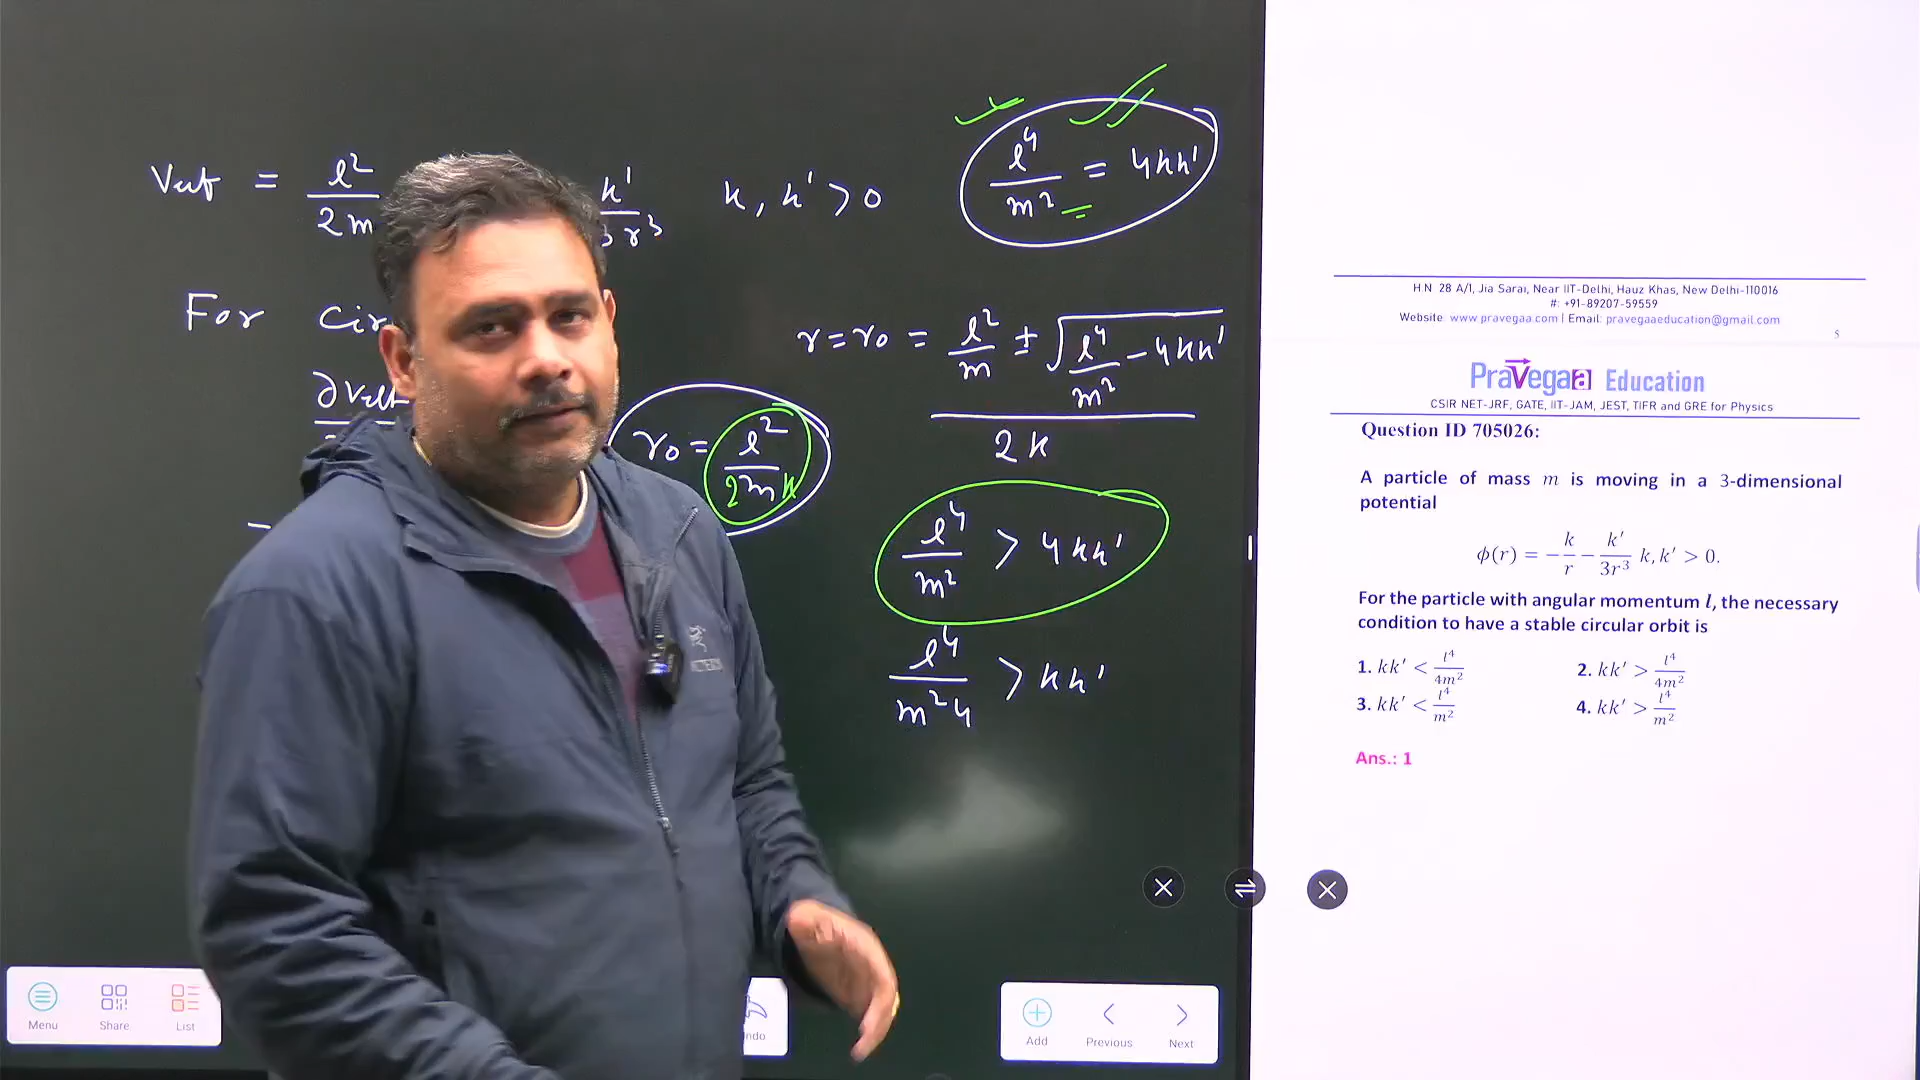 Veff = l²/2m k'/3r³ k, k' > 0
l⁴/m² = 4kk'
For Cir
r = r₀ = (l²/m ± √(l⁴/m² - 4kk'))/2k
∂Veff
r₀ = l²/2mk
l⁴/m² > 4kk'
l⁴/m²4 > kk'
H.N. 28 A/1, Jia Sarai, Near IIT-Delhi, Hauz Khas, New Delhi-110016
#: +91-89207-59559
Website: www.pravegaa.com | Email: pravegaaeducation@gmail.com
5
Pravegaa Education
CSIR NET-JRF, GATE, IIT-JAM, JEST, TIFR and GRE for Physics
Question ID 705026:
A particle of mass m is moving in a 3-dimensional
potential
ϕ(r) = −k/r − k'/3r³ k, k' > 0.
For the particle with angular momentum l, the necessary
condition to have a stable circular orbit is
1. kk' < l⁴/4m² 2. kk' > l⁴/4m²
3. kk' < l⁴/m² 4. kk' > l⁴/m²
Ans.: 1
Menu Share List ndo Add Previous Next